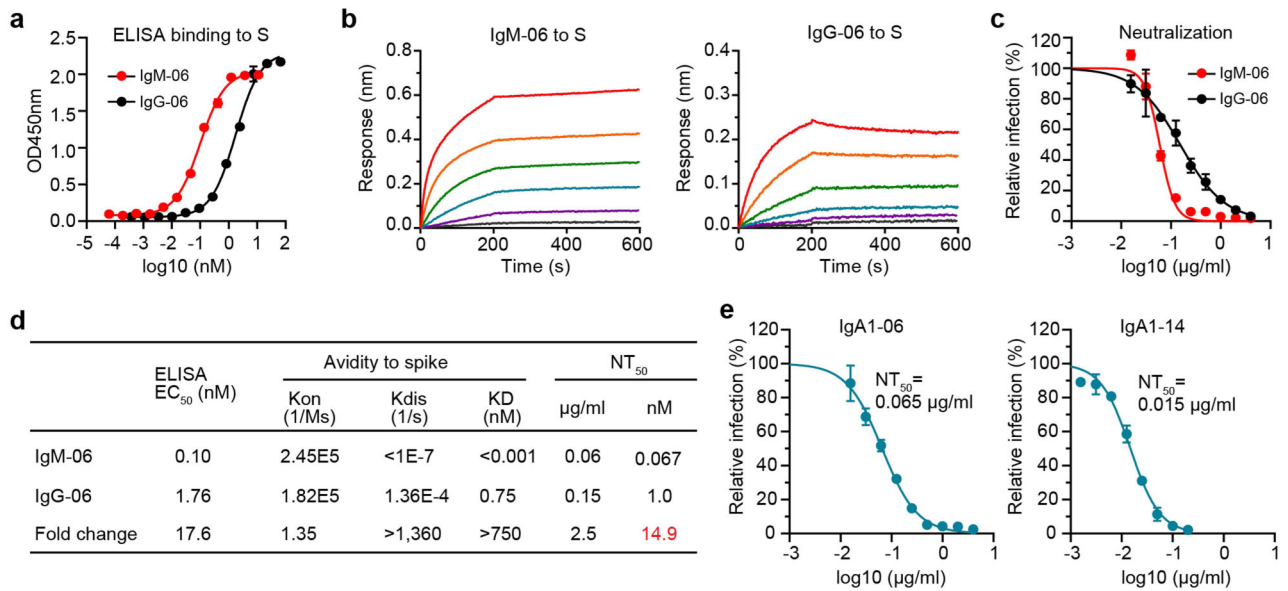 a
ELISA binding to S
2.5
2.0
1.5
1.0
0.5
0.0
OD450nm
IgM-06
IgG-06
-5 -4 -3 -2 -1 0 1 2
log10 (nM)
b
IgM-06 to S
0.8
0.6
0.4
0.2
0.0
Response (nm)
0 200 400 600
Time (s)
IgG-06 to S
0.4
0.3
0.2
0.1
0.0
Response (nm)
0 200 400 600
Time (s)
c
Neutralization
120
100
80
60
40
20
0
Relative infection (%)
IgM-06
IgG-06
-3 -2 -1 0 1
log10 (µg/ml)
d
ELISA EC50 (nM) Avidity to spike NT50
Kon (1/Ms) Kdis (1/s) KD (nM) µg/ml nM
IgM-06 0.10 2.45E5 <1E-7 <0.001 0.06 0.067
IgG-06 1.76 1.82E5 1.36E-4 0.75 0.15 1.0
Fold change 17.6 1.35 >1,360 >750 2.5 14.9
e
IgA1-06
120
100
80
60
40
20
0
Relative infection (%)
NT50=
0.065 µg/ml
-3 -2 -1 0 1
log10 (µg/ml)
IgA1-14
120
100
80
60
40
20
0
Relative infection (%)
NT50=
0.015 µg/ml
-3 -2 -1 0 1
log10 (µg/ml)